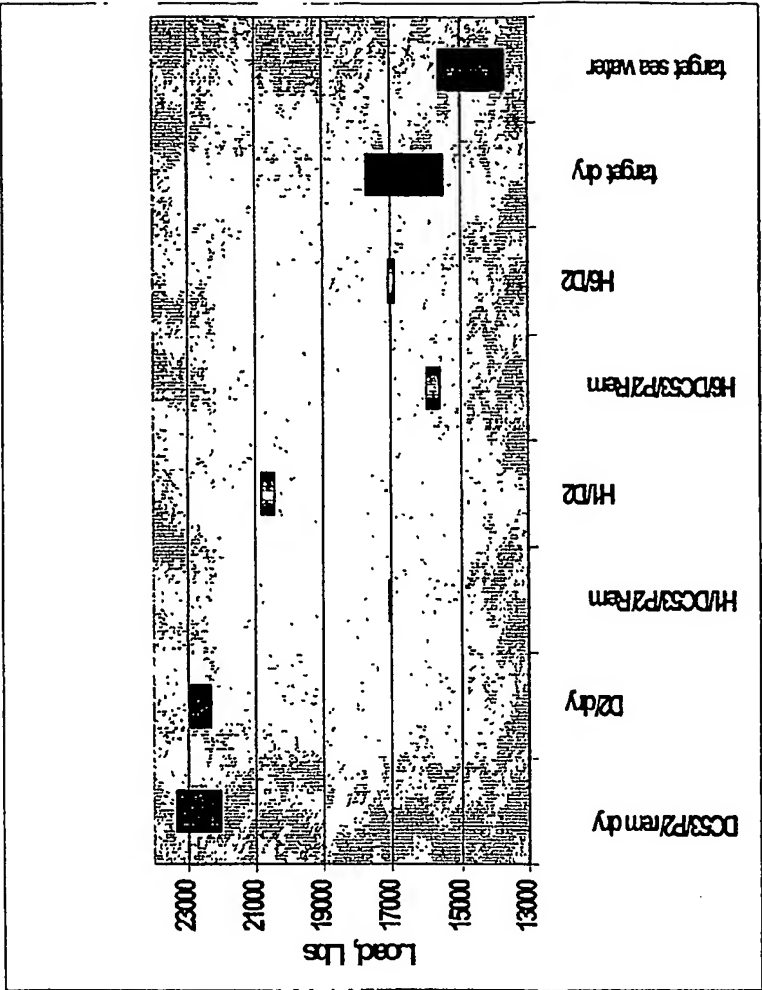 target sea water
target dry
H6/D2
H6/DC53/P2/Rem
H1/D2
H1/DC53/P2/Rem
D2/dry
DC53/P2/rem dry
23000
21000
19000
17000
15000
13000
Load, Lbs